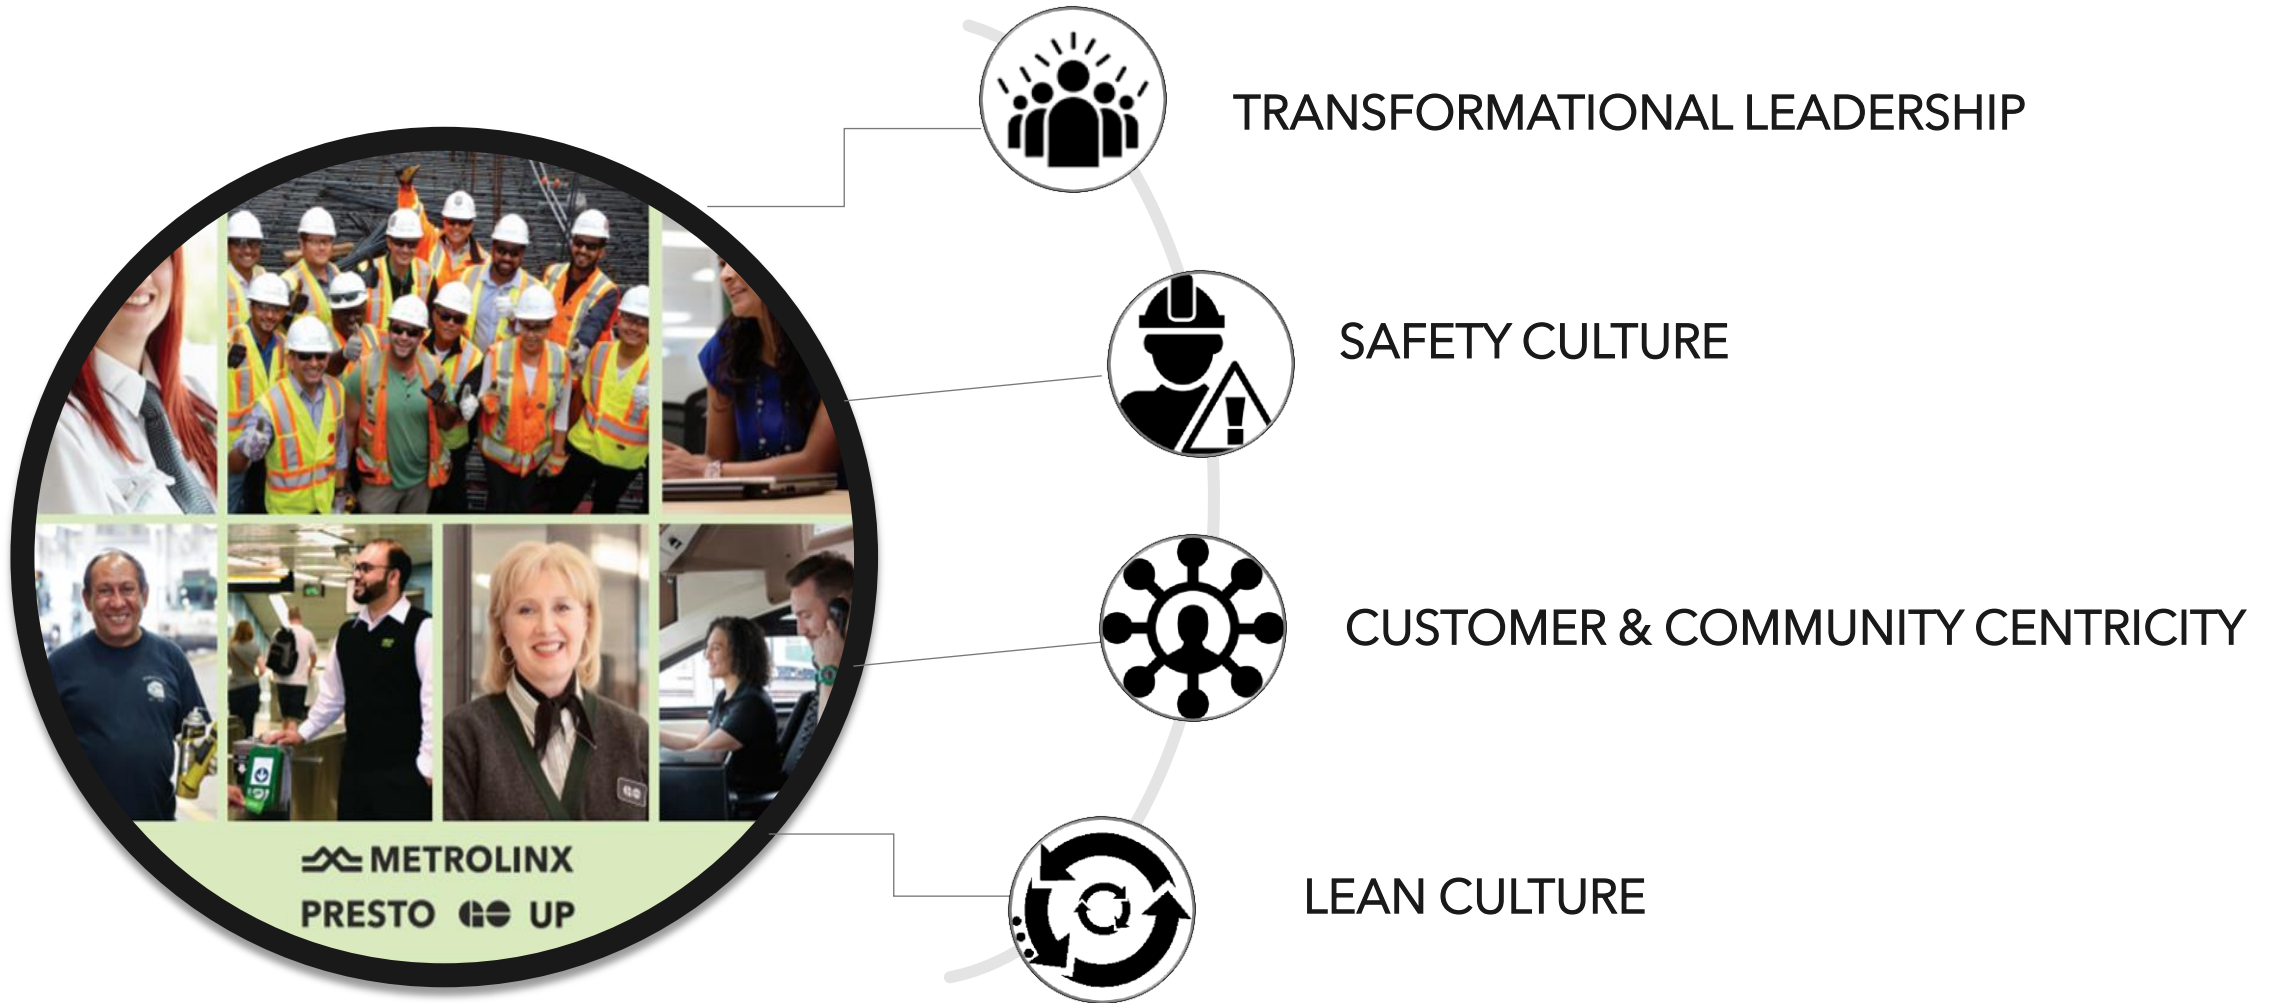 TRANSFORMATIONAL LEADERSHIP
SAFETY CULTURE
CUSTOMER & COMMUNITY CENTRICITY
LEAN CULTURE
METROLINX
PRESTO GO UP